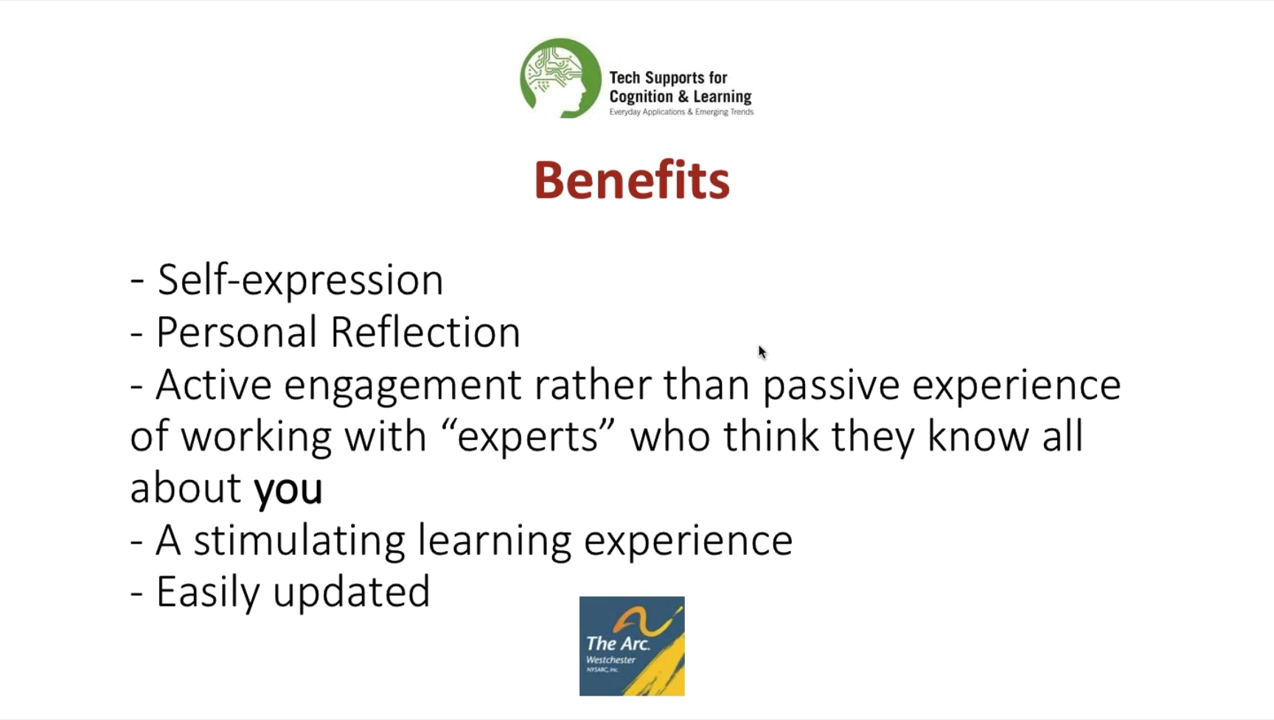 Tech Supports for
Cognition & Learning
Everyday Applications & Emerging Trends
Benefits
- Self-expression
- Personal Reflection
- Active engagement rather than passive experience
of working with “experts” who think they know all
about you
- A stimulating learning experience
- Easily updated
The Arc.
Westchester
NYSARC, Inc.